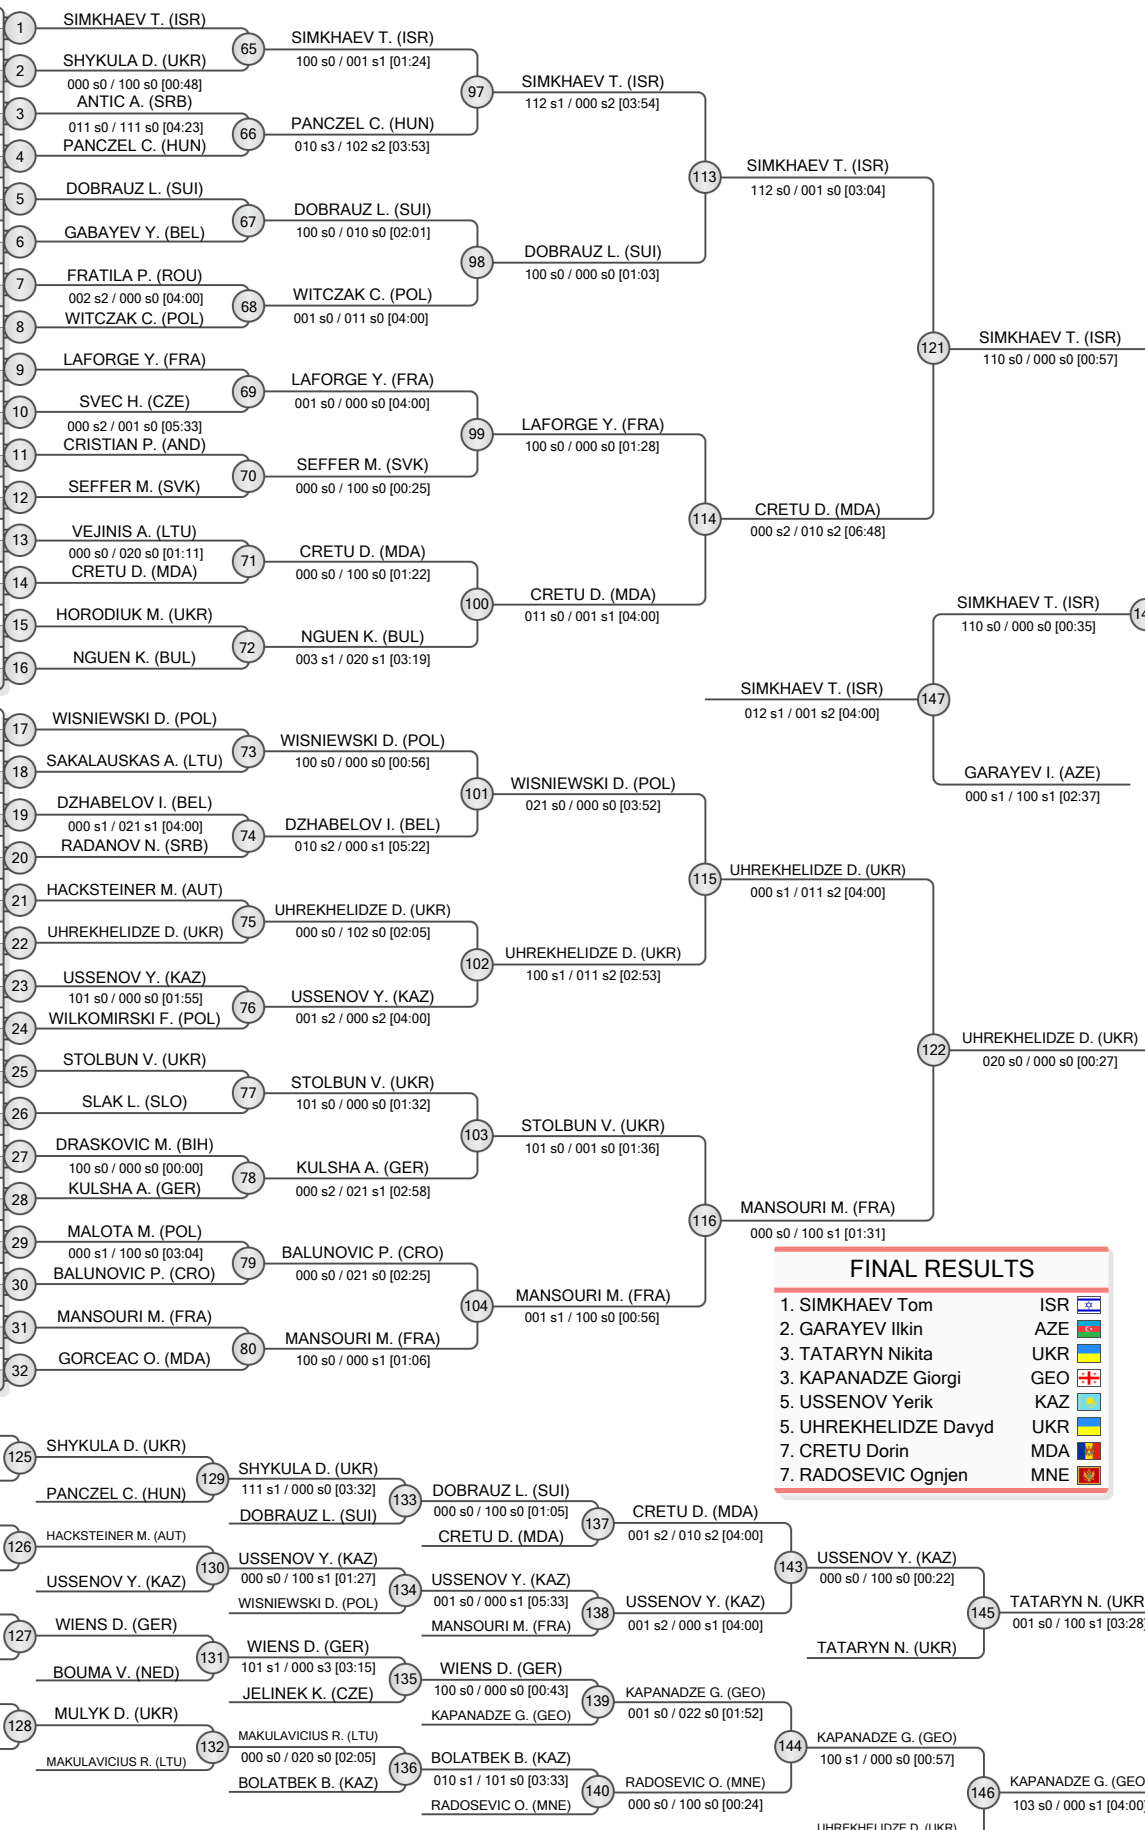 1
SIMKHAEV T. (ISR)
65
SIMKHAEV T. (ISR)
100 s0 / 001 s1 [01:24]
2
SHYKULA D. (UKR)
000 s0 / 100 s0 [00:48]
97
SIMKHAEV T. (ISR)
112 s1 / 000 s2 [03:54]
3
ANTIC A. (SRB)
011 s0 / 111 s0 [04:23]
66
PANCZEL C. (HUN)
010 s3 / 102 s2 [03:53]
4
PANCZEL C. (HUN)
113
SIMKHAEV T. (ISR)
112 s0 / 001 s0 [03:04]
5
DOBRAUZ L. (SUI)
67
DOBRAUZ L. (SUI)
100 s0 / 010 s0 [02:01]
6
GABAYEV Y. (BEL)
98
DOBRAUZ L. (SUI)
100 s0 / 000 s0 [01:03]
7
FRATILA P. (ROU)
002 s2 / 000 s0 [04:00]
68
WITCZAK C. (POL)
001 s0 / 011 s0 [04:00]
8
WITCZAK C. (POL)
121
SIMKHAEV T. (ISR)
110 s0 / 000 s0 [00:57]
9
LAFORGE Y. (FRA)
69
LAFORGE Y. (FRA)
001 s0 / 000 s0 [04:00]
10
SVEC H. (CZE)
000 s2 / 001 s0 [05:33]
99
LAFORGE Y. (FRA)
100 s0 / 000 s0 [01:28]
11
CRISTIAN P. (AND)
70
SEFFER M. (SVK)
000 s0 / 100 s0 [00:25]
12
SEFFER M. (SVK)
114
CRETU D. (MDA)
000 s2 / 010 s2 [06:48]
13
VEJINIS A. (LTU)
000 s0 / 020 s0 [01:11]
71
CRETU D. (MDA)
000 s0 / 100 s0 [01:22]
14
CRETU D. (MDA)
100
CRETU D. (MDA)
011 s0 / 001 s1 [04:00]
15
HORODIUK M. (UKR)
72
NGUEN K. (BUL)
003 s1 / 020 s1 [03:19]
16
NGUEN K. (BUL)
SIMKHAEV T. (ISR)
110 s0 / 000 s0 [00:35]
SIMKHAEV T. (ISR)
012 s1 / 001 s2 [04:00]
147
GARAYEV I. (AZE)
000 s1 / 100 s1 [02:37]
17
WISNIEWSKI D. (POL)
73
WISNIEWSKI D. (POL)
100 s0 / 000 s0 [00:56]
18
SAKALAUSKAS A. (LTU)
101
WISNIEWSKI D. (POL)
021 s0 / 000 s0 [03:52]
19
DZHABELOV I. (BEL)
000 s1 / 021 s1 [04:00]
74
DZHABELOV I. (BEL)
010 s2 / 000 s1 [05:22]
20
RADANOV N. (SRB)
115
UHREKHELIDZE D. (UKR)
000 s1 / 011 s2 [04:00]
21
HACKSTEINER M. (AUT)
75
UHREKHELIDZE D. (UKR)
000 s0 / 102 s0 [02:05]
22
UHREKHELIDZE D. (UKR)
102
UHREKHELIDZE D. (UKR)
100 s1 / 011 s2 [02:53]
23
USSENOV Y. (KAZ)
101 s0 / 000 s0 [01:55]
76
USSENOV Y. (KAZ)
001 s2 / 000 s2 [04:00]
24
WILKOMIRSKI F. (POL)
122
UHREKHELIDZE D. (UKR)
020 s0 / 000 s0 [00:27]
25
STOLBUN V. (UKR)
77
STOLBUN V. (UKR)
101 s0 / 000 s0 [01:32]
26
SLAK L. (SLO)
103
STOLBUN V. (UKR)
101 s0 / 001 s0 [01:36]
27
DRASKOVIC M. (BIH)
100 s0 / 000 s0 [00:00]
78
KULSHA A. (GER)
000 s2 / 021 s1 [02:58]
28
KULSHA A. (GER)
116
MANSOURI M. (FRA)
000 s0 / 100 s1 [01:31]
29
MALOTA M. (POL)
000 s1 / 100 s0 [03:04]
79
BALUNOVIC P. (CRO)
000 s0 / 021 s0 [02:25]
30
BALUNOVIC P. (CRO)
104
MANSOURI M. (FRA)
001 s1 / 100 s0 [00:56]
31
MANSOURI M. (FRA)
80
MANSOURI M. (FRA)
100 s0 / 000 s1 [01:06]
32
GORCEAC O. (MDA)
FINAL RESULTS
1. SIMKHAEV Tom ISR
2. GARAYEV Ilkin AZE
3. TATARYN Nikita UKR
3. KAPANADZE Giorgi GEO
5. USSENOV Yerik KAZ
5. UHREKHELIDZE Davyd UKR
7. CRETU Dorin MDA
7. RADOSEVIC Ognjen MNE
125
SHYKULA D. (UKR)
PANCZEL C. (HUN)
129
SHYKULA D. (UKR)
111 s1 / 000 s0 [03:32]
DOBRAUZ L. (SUI)
133
DOBRAUZ L. (SUI)
000 s0 / 100 s0 [01:05]
CRETU D. (MDA)
137
CRETU D. (MDA)
001 s2 / 010 s2 [04:00]
126
HACKSTEINER M. (AUT)
USSENOV Y. (KAZ)
130
USSENOV Y. (KAZ)
000 s0 / 100 s1 [01:27]
WISNIEWSKI D. (POL)
134
USSENOV Y. (KAZ)
001 s0 / 000 s1 [05:33]
MANSOURI M. (FRA)
138
USSENOV Y. (KAZ)
001 s2 / 000 s1 [04:00]
143
USSENOV Y. (KAZ)
000 s0 / 100 s0 [00:22]
TATARYN N. (UKR)
145
TATARYN N. (UKR
001 s0 / 100 s1 [03:28]
127
WIENS D. (GER)
BOUMA V. (NED)
131
WIENS D. (GER)
101 s1 / 000 s3 [03:15]
JELINEK K. (CZE)
135
WIENS D. (GER)
100 s0 / 000 s0 [00:43]
KAPANADZE G. (GEO)
139
KAPANADZE G. (GEO)
001 s0 / 022 s0 [01:52]
128
MULYK D. (UKR)
MAKULAVICIUS R. (LTU)
132
MAKULAVICIUS R. (LTU)
000 s0 / 020 s0 [02:05]
BOLATBEK B. (KAZ)
136
BOLATBEK B. (KAZ)
010 s1 / 101 s0 [03:33]
RADOSEVIC O. (MNE)
140
RADOSEVIC O. (MNE)
000 s0 / 100 s0 [00:24]
144
KAPANADZE G. (GEO)
100 s1 / 000 s0 [00:57]
UHREKHELIDZE D. (UKR)
146
KAPANADZE G. (GEO
103 s0 / 000 s1 [04:00]